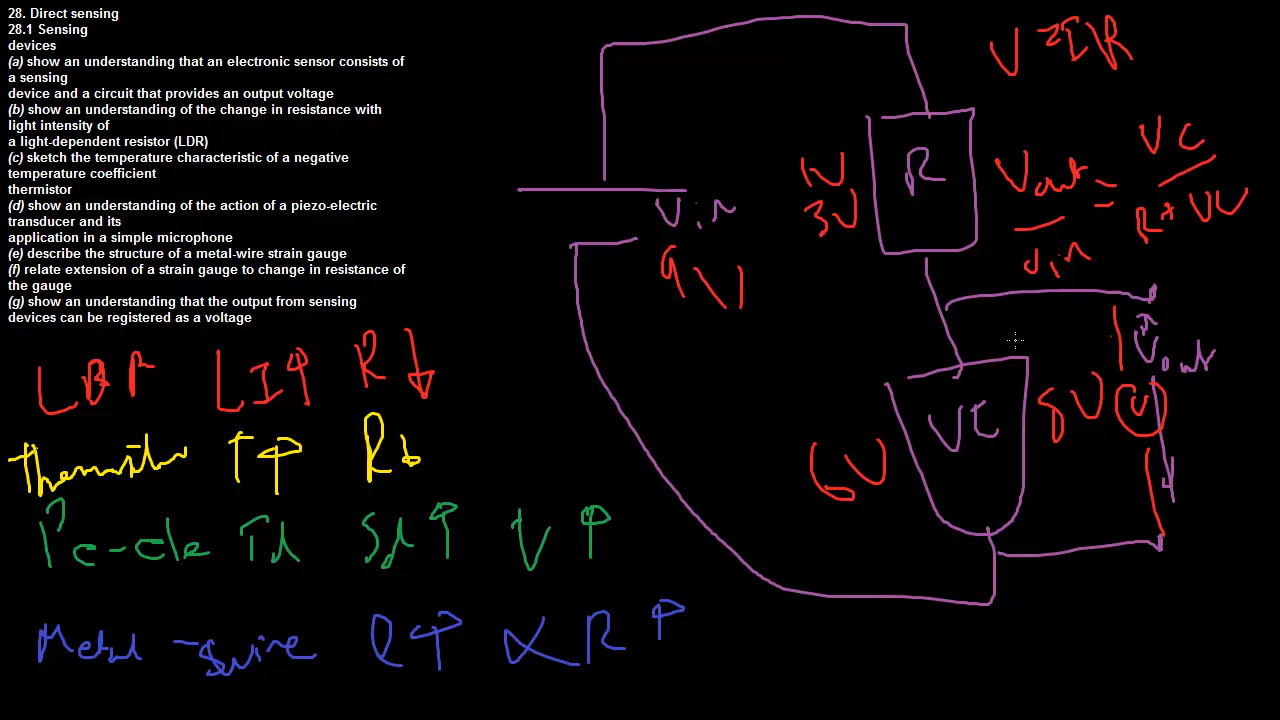 28. Direct sensing
28.1 Sensing
devices
(a) show an understanding that an electronic sensor consists of
a sensing
device and a circuit that provides an output voltage
(b) show an understanding of the change in resistance with
light intensity of
a light-dependent resistor (LDR)
(c) sketch the temperature characteristic of a negative
temperature coefficient
thermistor
(d) show an understanding of the action of a piezo-electric
transducer and its
application in a simple microphone
(e) describe the structure of a metal-wire strain gauge
(f) relate extension of a strain gauge to change in resistance of
the gauge
(g) show an understanding that the output from sensing
devices can be registered as a voltage
LDR LI↑ R↓
T↑ R↓
V↑
R↑
V=IR
R
3V
Vin
9V
Vout = VC
Vin R+VC
Vout
VC
V
6V